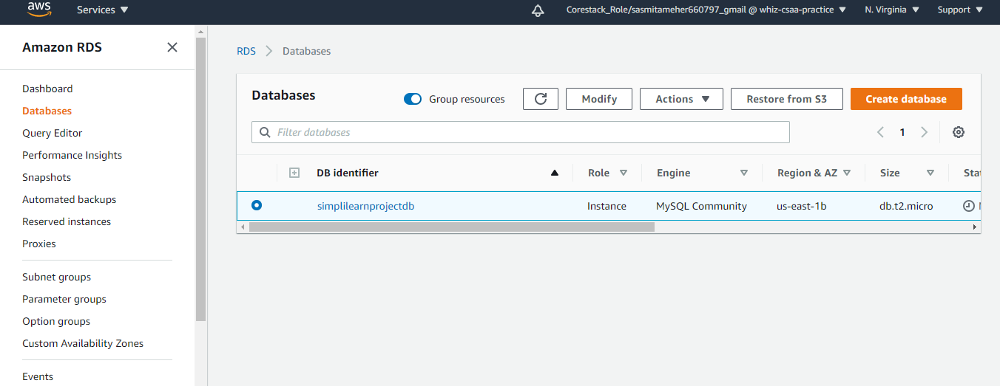 aws Services Corestack_Role/sasmitameher660797_gmail @ whiz-csaa-practice N. Virginia Support
Amazon RDS
Dashboard
Databases
Query Editor
Performance Insights
Snapshots
Automated backups
Reserved instances
Proxies
Subnet groups
Parameter groups
Option groups
Custom Availability Zones
Events
RDS Databases
Databases Group resources Modify Actions Restore from S3 Create database
Filter databases 1
DB identifier Role Engine Region & AZ Size
simplilearnprojectdb Instance MySQL Community us-east-1b db.t2.micro